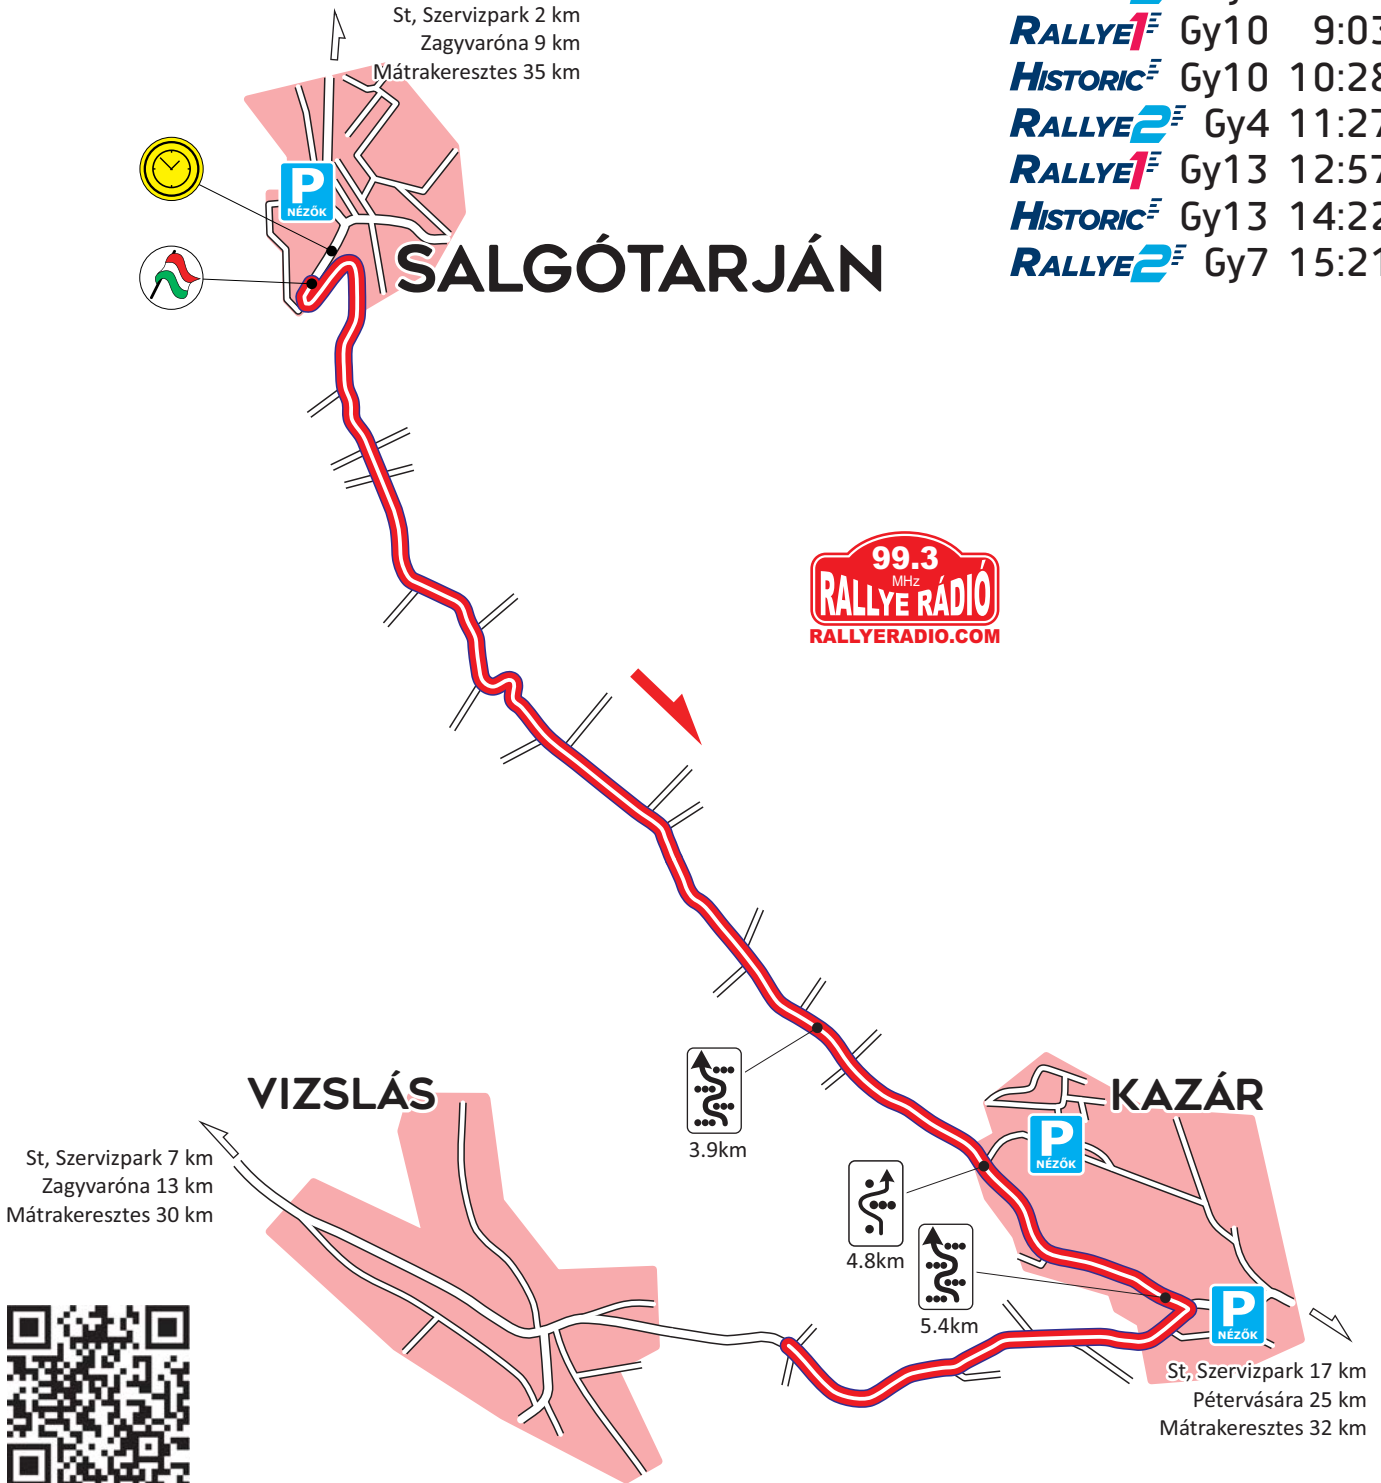 St, Szervizpark 2 km
Zagyvaróna 9 km
Mátrakeresztes 35 km
RALLYE1 Gy10 9:03
HISTORIC Gy10 10:28
RALLYE2 Gy4 11:27
RALLYE1 Gy13 12:57
HISTORIC Gy13 14:22
RALLYE2 Gy7 15:21
P
NÉZŐK
SALGÓTARJÁN
99.3
MHz
RALLYE RÁDIÓ
RALLYERADIO.COM
VIZSLÁS
KAZÁR
P
NÉZŐK
3.9km
St, Szervizpark 7 km
Zagyvaróna 13 km
Mátrakeresztes 30 km
4.8km
5.4km
P
NÉZŐK
St, Szervizpark 17 km
Pétervására 25 km
Mátrakeresztes 32 km